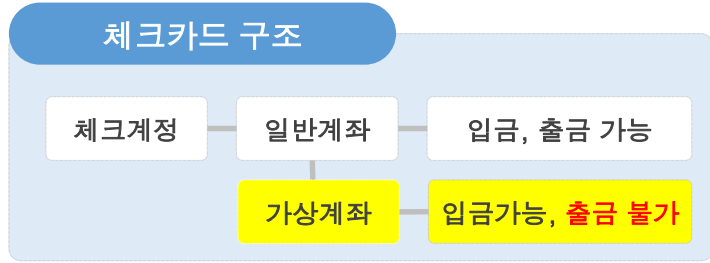 체크카드 구조
체크계정 일반계좌 입금, 출금 가능
가상계좌 입금가능, 출금 불가